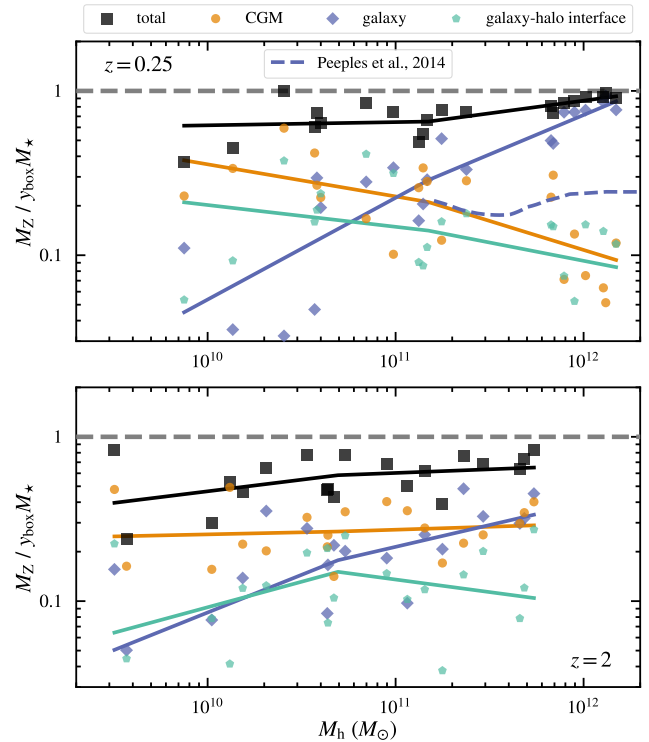 total CGM galaxy galaxy-halo interface
z = 0.25
Peeples et al., 2014
1
0.1
M_Z / y_box M_⋆
10^10 10^11 10^12
1
0.1
M_Z / y_box M_⋆
z = 2
10^10 10^11 10^12
M_h (M_⊙)